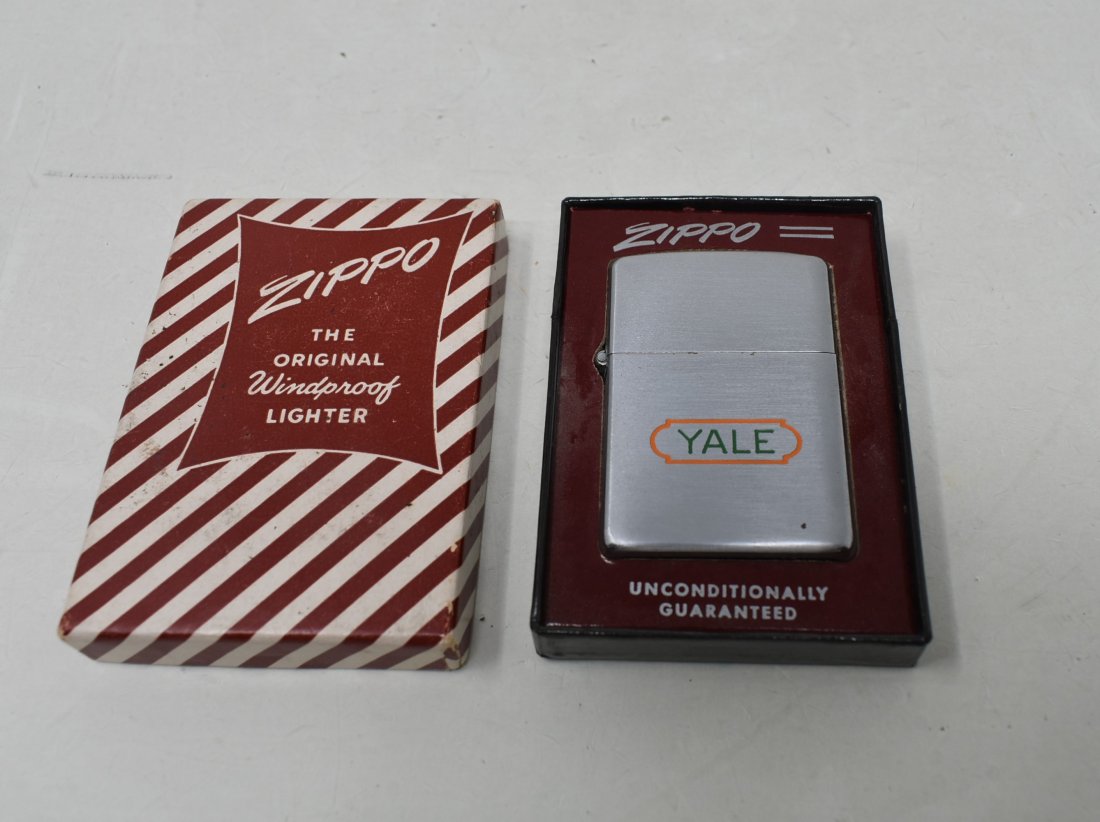 ZIPPO
THE
ORIGINAL
Windproof
LIGHTER
ZIPPO
YALE
UNCONDITIONALLY
GUARANTEED